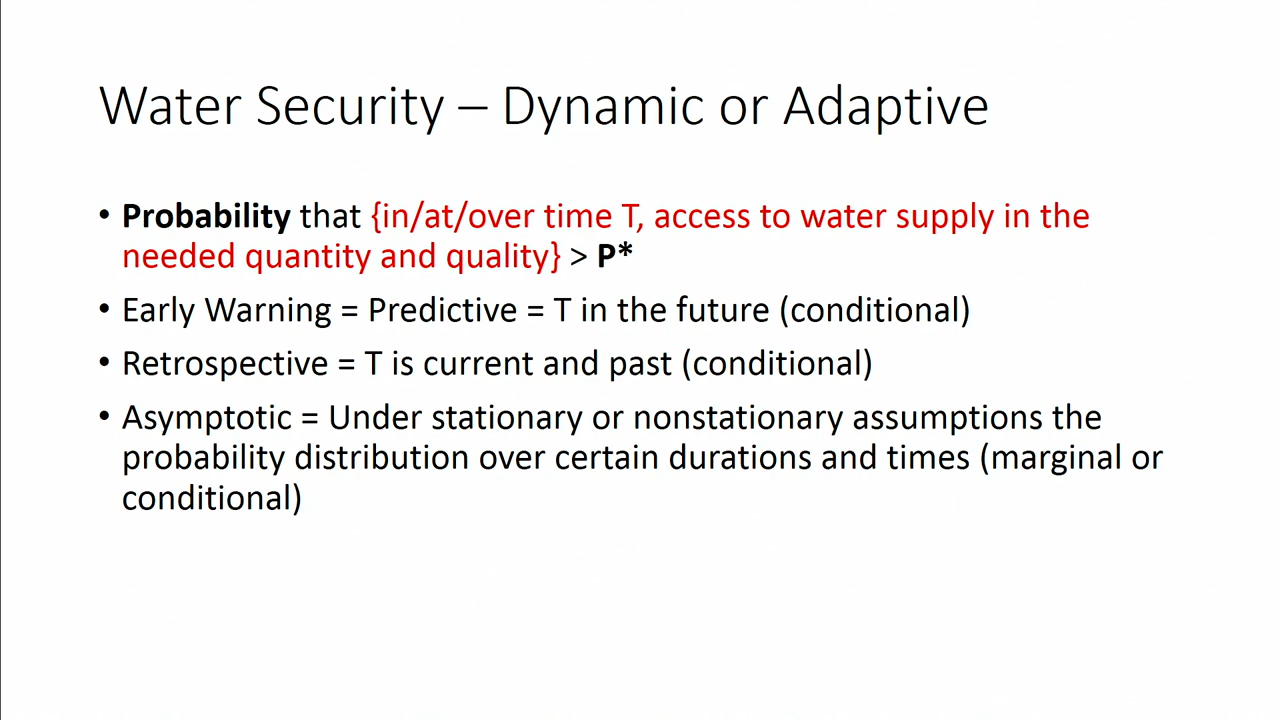 Water Security – Dynamic or Adaptive
• Probability that {in/at/over time T, access to water supply in the
needed quantity and quality} > P*
• Early Warning = Predictive = T in the future (conditional)
• Retrospective = T is current and past (conditional)
• Asymptotic = Under stationary or nonstationary assumptions the
probability distribution over certain durations and times (marginal or
conditional)